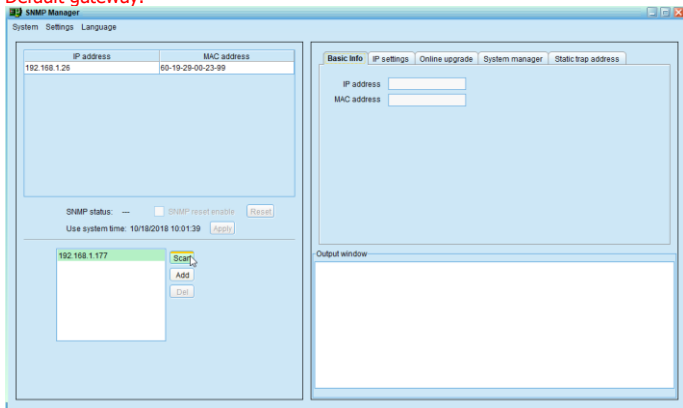 Default gateway:
SNMP Manager
System Settings Language
IP address MAC address
192.168.1.26 60-19-29-00-23-99
SNMP status: — SNMP reset enable Reset
Use system time: 10/18/2018 10:01:39 Apply
192.168.1.177
Scan
Add
Del
Basic Info IP settings Online upgrade System manager Static trap address
IP address
MAC address
Output window